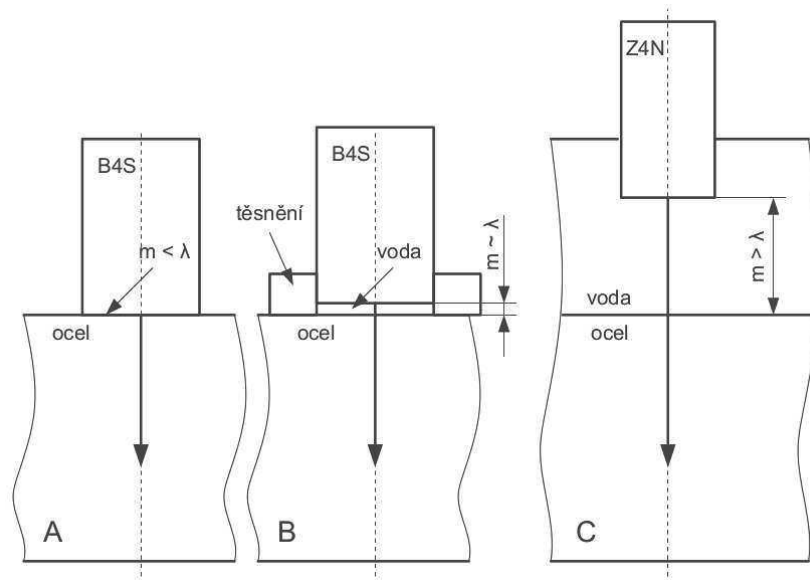 B4S
m < λ
ocel
A
B4S
těsnění
voda
m ~ λ
ocel
B
Z4N
m > λ
voda
ocel
C